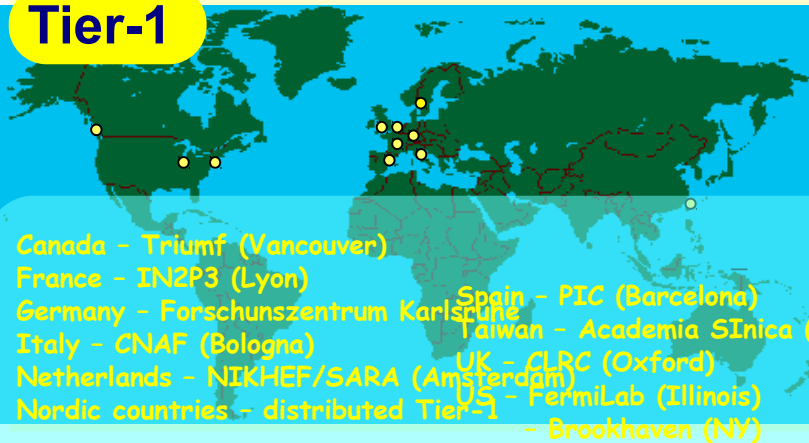 Tier-1
Canada – Triumf (Vancouver)
France – IN2P3 (Lyon)
Germany – Forschunszentrum Karlsruhe
Italy – CNAF (Bologna)
Netherlands – NIKHEF/SARA (Amsterdam)
Nordic countries – distributed Tier-1
Spain – PIC (Barcelona)
Taiwan – Academia SInica (
UK – CLRC (Oxford)
US – FermiLab (Illinois)
– Brookhaven (NY)